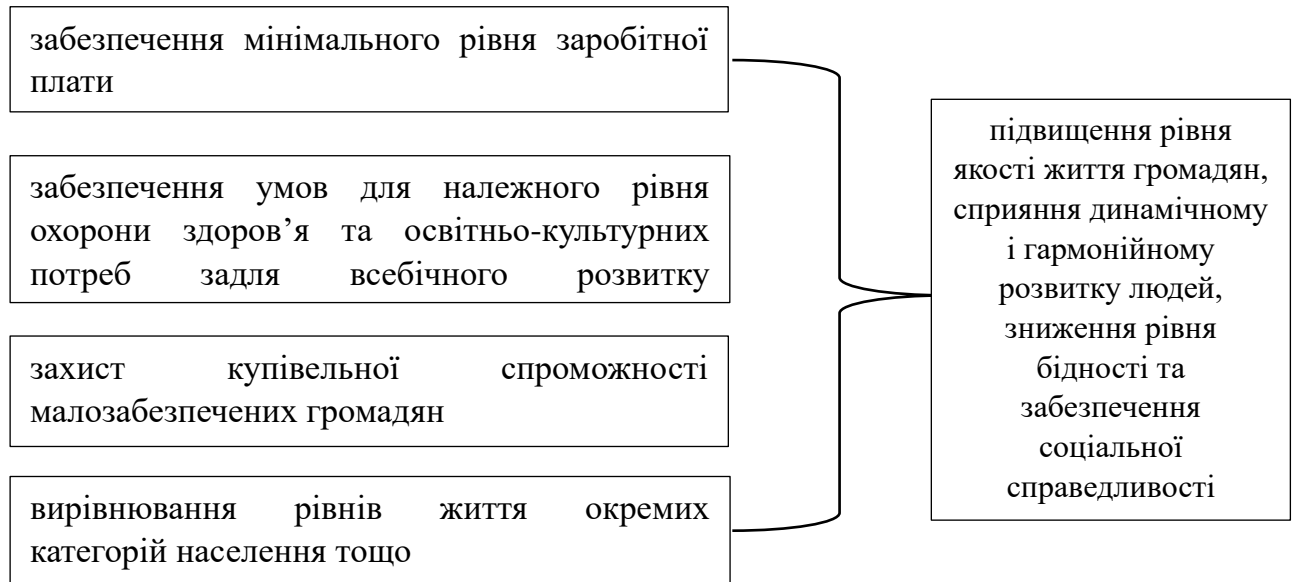 забезпечення мінімального рівня заробітної
плати
забезпечення умов для належного рівня
охорони здоров’я та освітньо-культурних
потреб задля всебічного розвитку
захист купівельної спроможності
малозабезпечених громадян
вирівнювання рівнів життя окремих
категорій населення тощо
підвищення рівня
якості життя громадян,
сприяння динамічному
і гармонійному
розвитку людей,
зниження рівня
бідності та
забезпечення
соціальної
справедливості